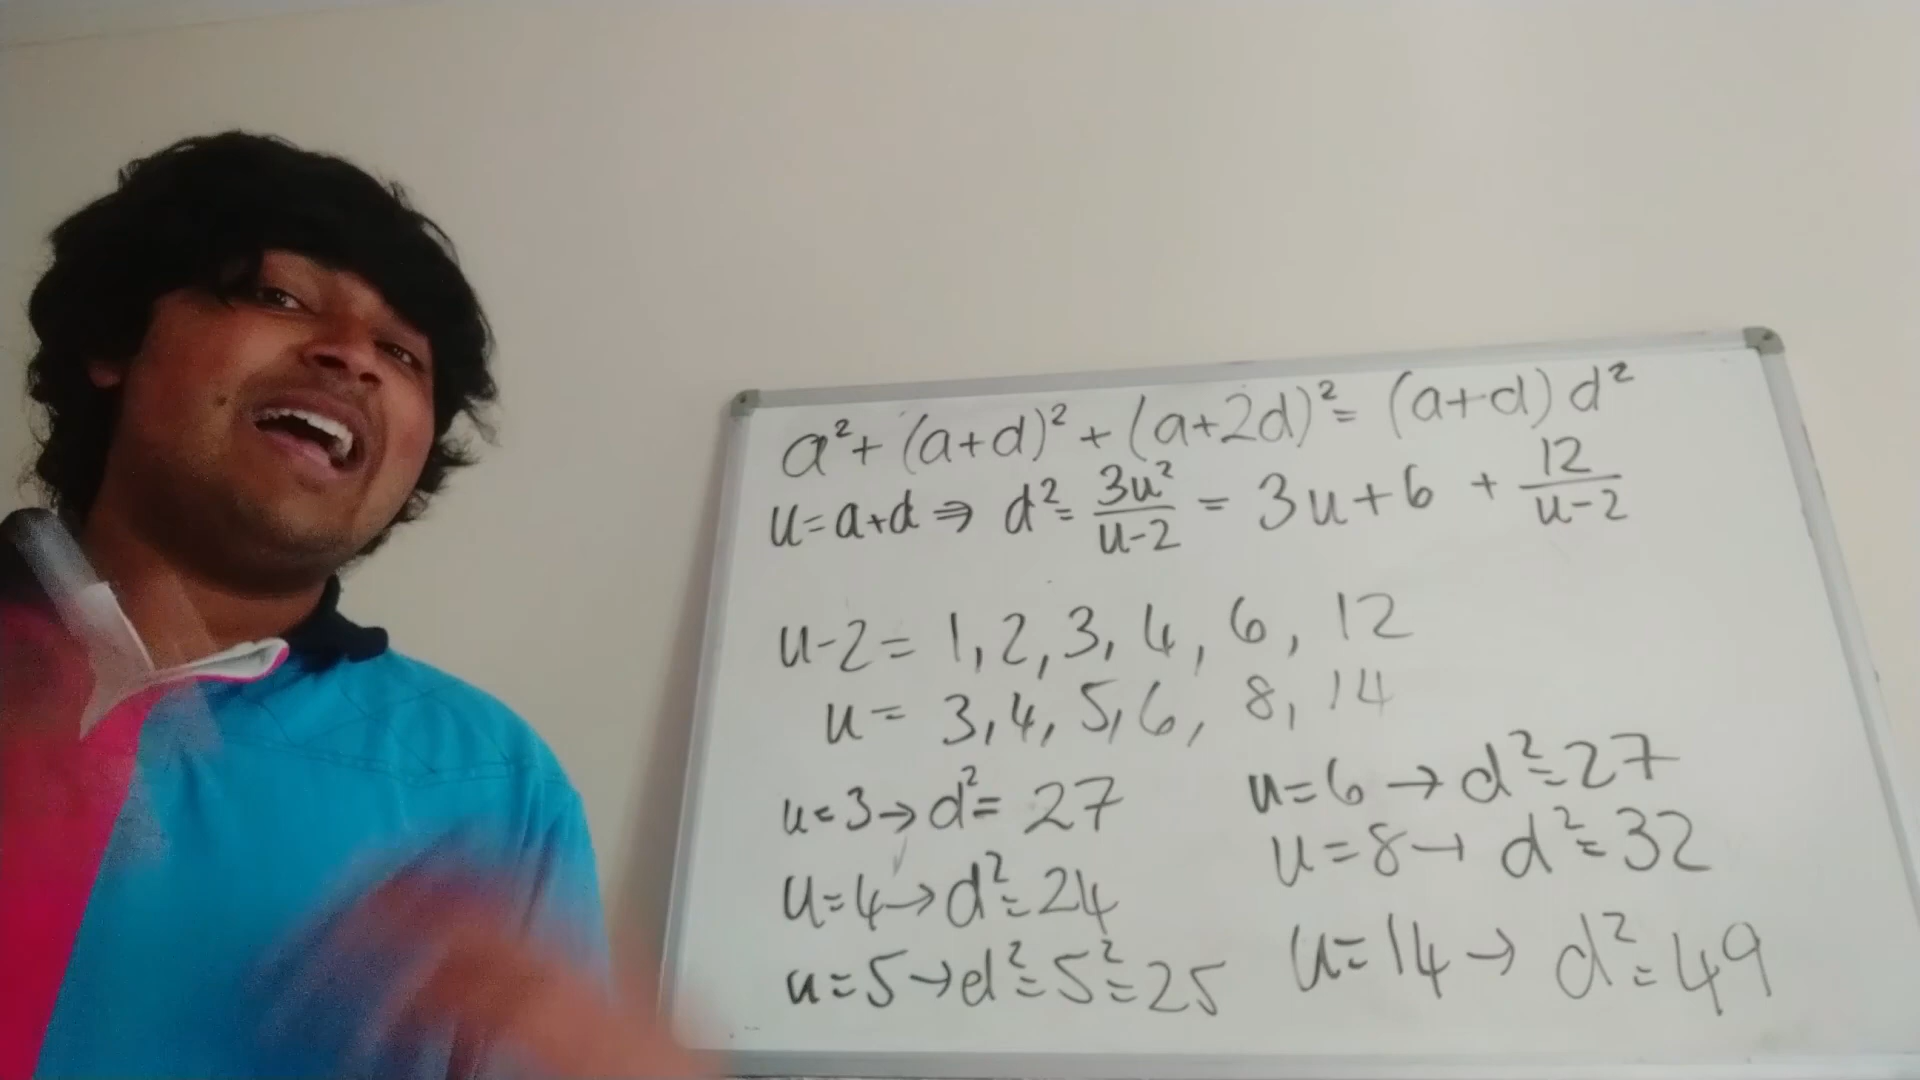 a² + (a+d)² + (a+2d)² = (a+d) d²
u = a+d ⇒ d² = 3u²/(u-2) = 3u+6 + 12/(u-2)
u-2 = 1, 2, 3, 4, 6, 12
u = 3, 4, 5, 6, 8, 14
u=3 → d² = 27
u=4 → d² = 24
u=5 → d² = 5² = 25
u=6 → d² = 27
u=8 → d² = 32
u=14 → d² = 49